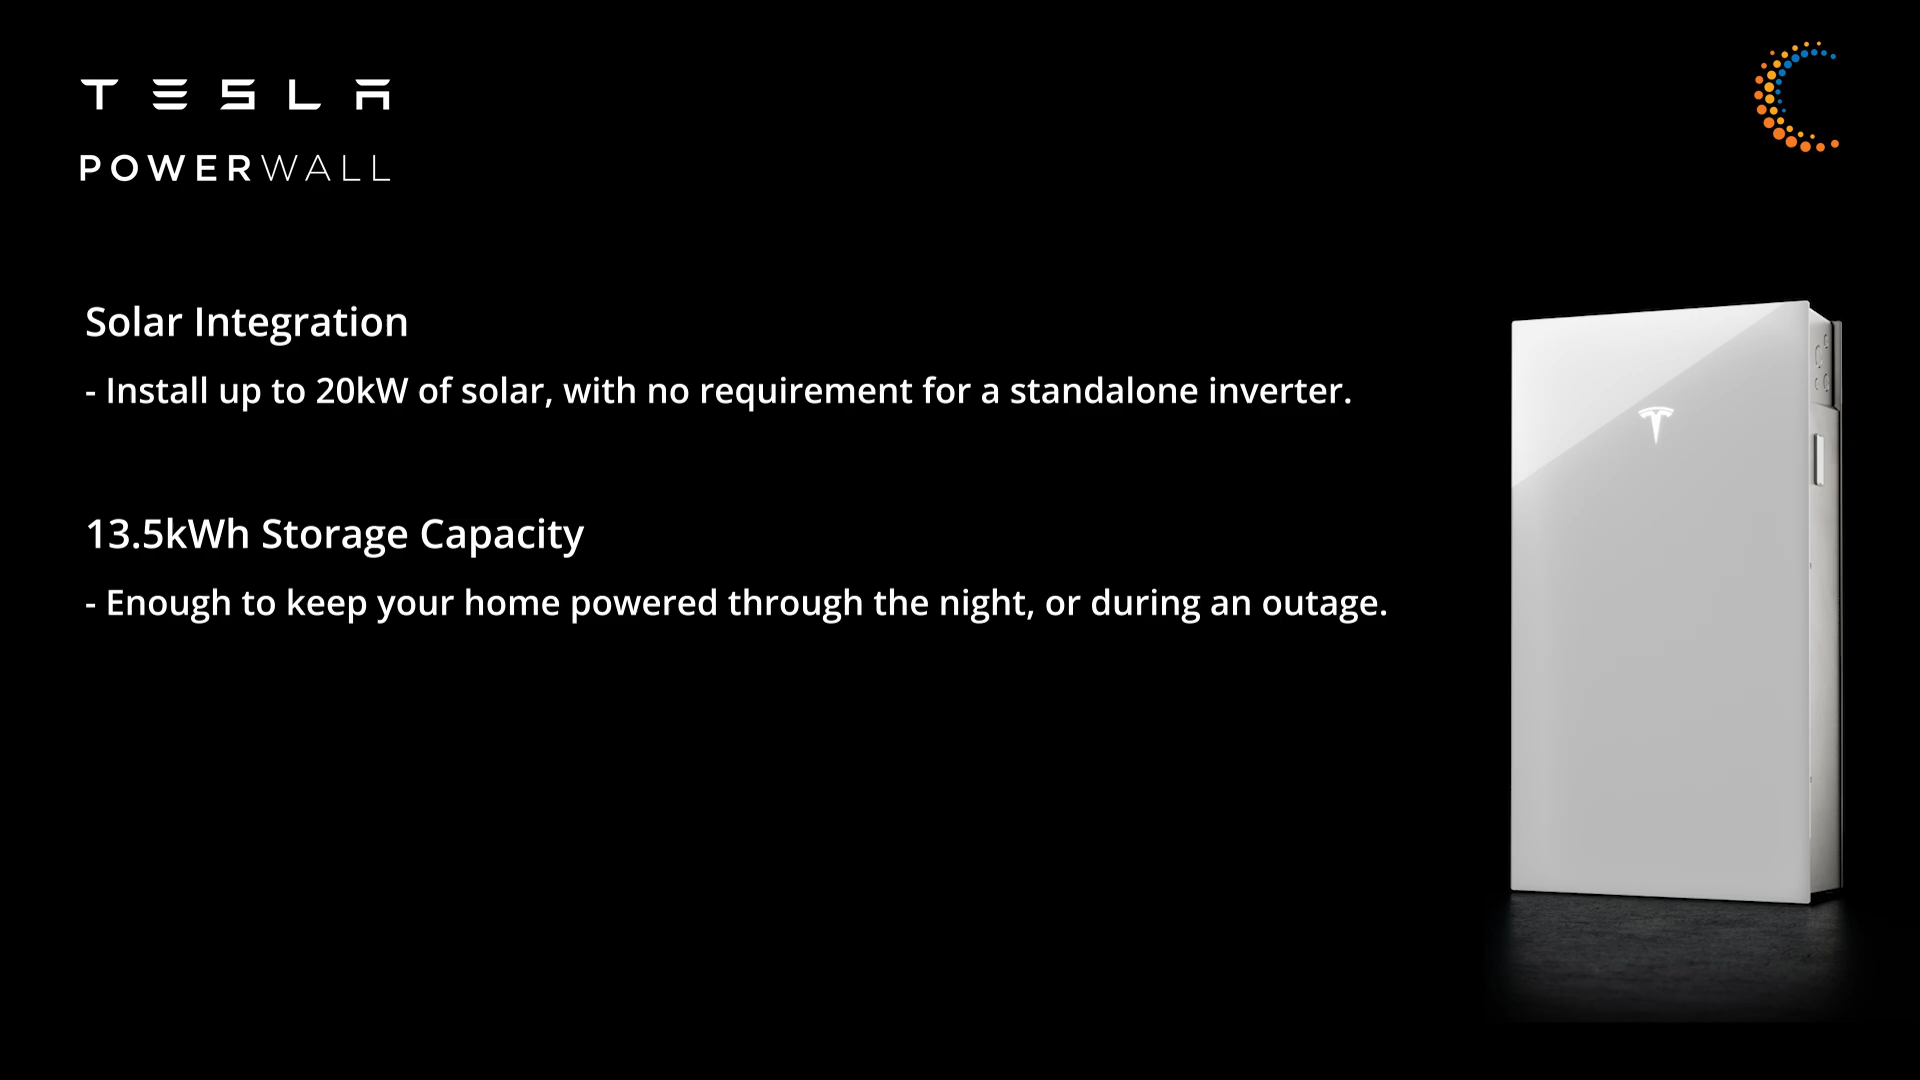 TESLA
POWERWALL
Solar Integration
- Install up to 20kW of solar, with no requirement for a standalone inverter.
13.5kWh Storage Capacity
- Enough to keep your home powered through the night, or during an outage.